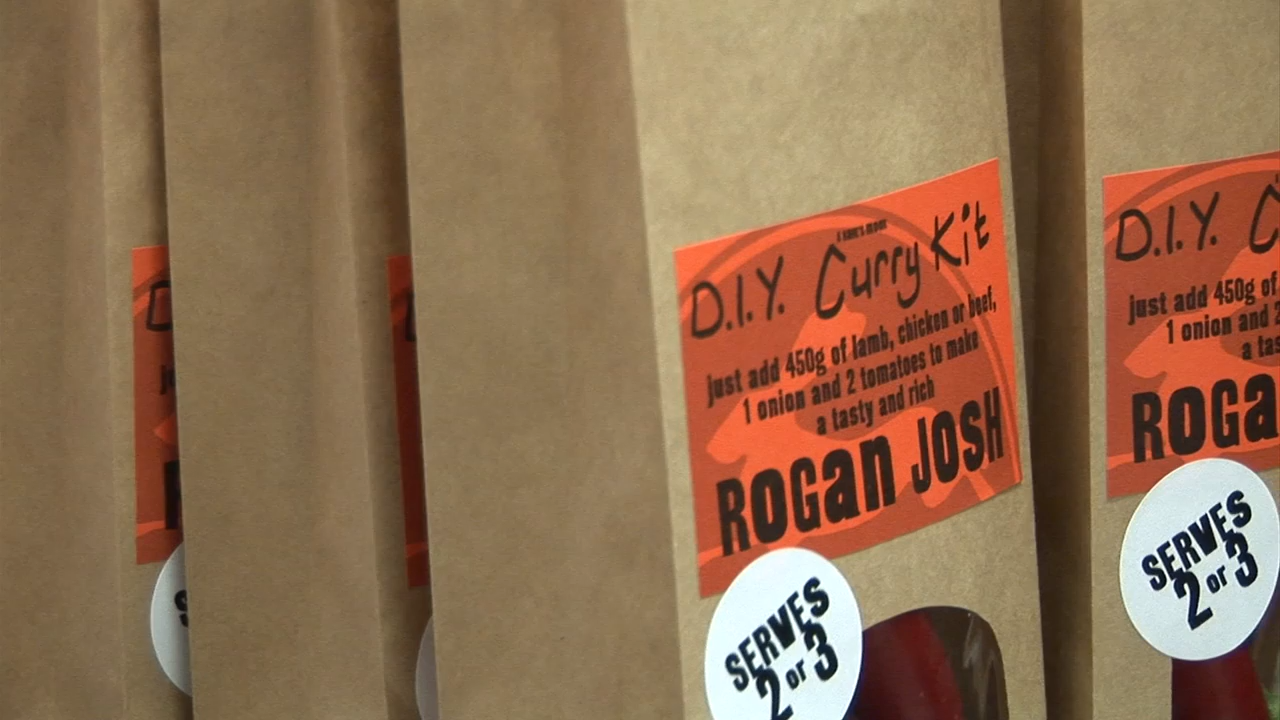 D.I.Y. Curry Kit
just add 450g of lamb, chicken or beef,
1 onion and 2 tomatoes to make
a tasty and rich
ROGAN JOSH
SERVES
2 or 3
D.I.Y.
just add 450g of
1 onion and 2
a tas
ROGA
SERVES
2 or 3